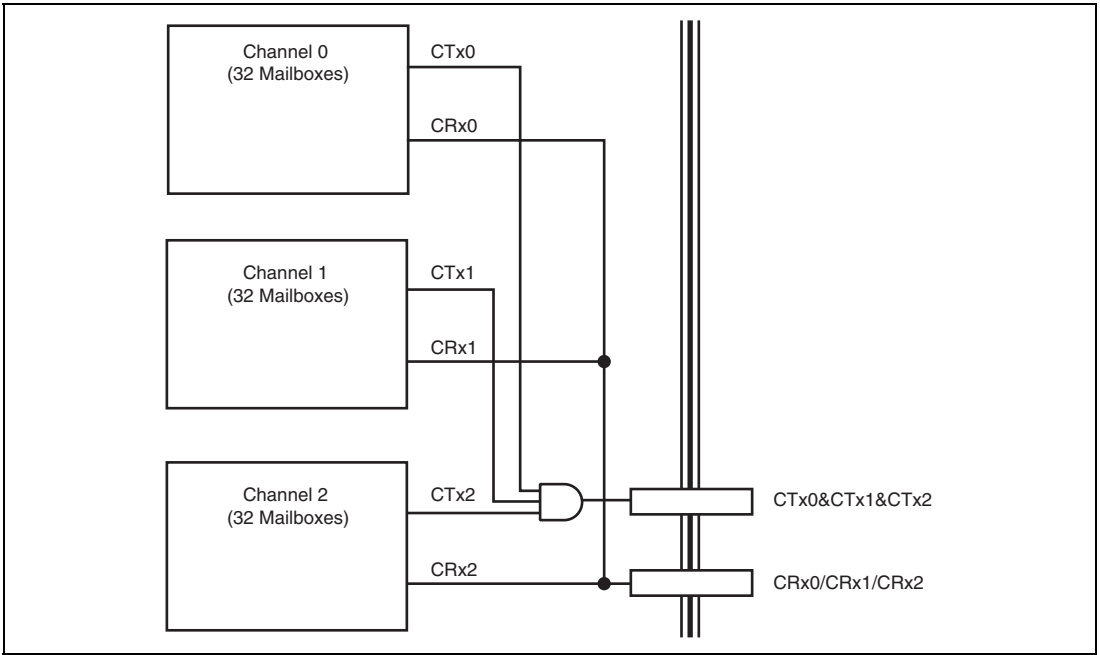 Channel 0
(32 Mailboxes)
CTx0
CRx0
Channel 1
(32 Mailboxes)
CTx1
CRx1
Channel 2
(32 Mailboxes)
CTx2
CRx2
CTx0&CTx1&CTx2
CRx0/CRx1/CRx2